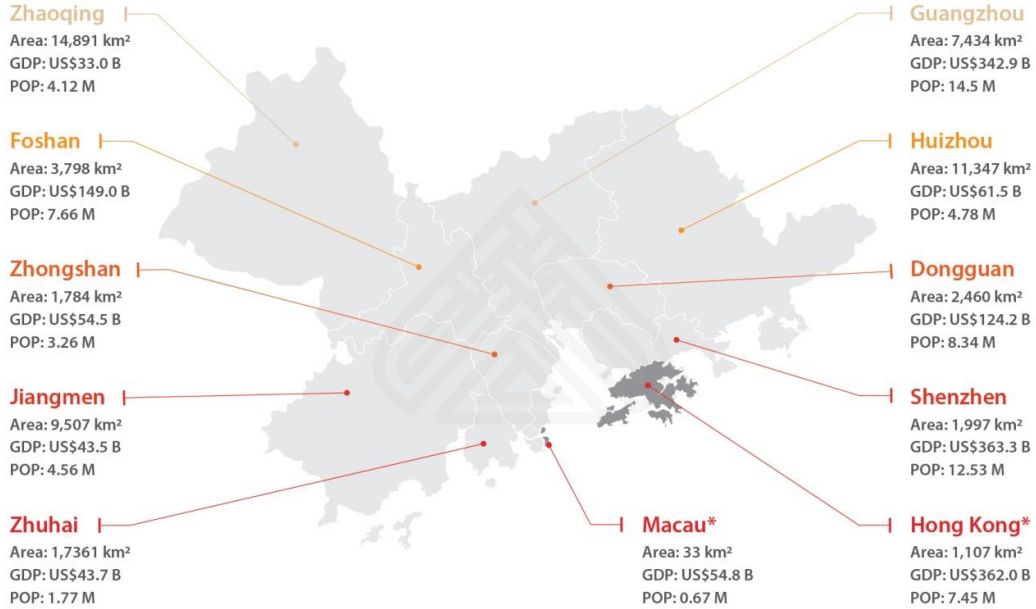 Zhaoqing
Area: 14,891 km²
GDP: US$33.0 B
POP: 4.12 M
Foshan
Area: 3,798 km²
GDP: US$149.0 B
POP: 7.66 M
Zhongshan
Area: 1,784 km²
GDP: US$54.5 B
POP: 3.26 M
Jiangmen
Area: 9,507 km²
GDP: US$43.5 B
POP: 4.56 M
Zhuhai
Area: 1,7361 km²
GDP: US$43.7 B
POP: 1.77 M
Macau*
Area: 33 km²
GDP: US$54.8 B
POP: 0.67 M
Guangzhou
Area: 7,434 km²
GDP: US$342.9 B
POP: 14.5 M
Huizhou
Area: 11,347 km²
GDP: US$61.5 B
POP: 4.78 M
Dongguan
Area: 2,460 km²
GDP: US$124.2 B
POP: 8.34 M
Shenzhen
Area: 1,997 km²
GDP: US$363.3 B
POP: 12.53 M
Hong Kong*
Area: 1,107 km²
GDP: US$362.0 B
POP: 7.45 M